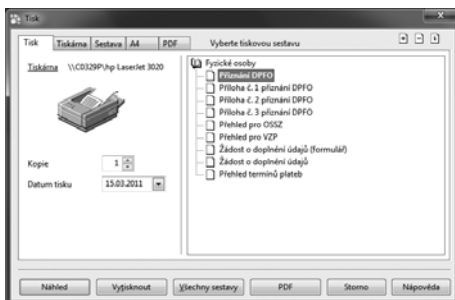 Tisk
Tisk Tiskárna Sestava A4 PDF Vyberte tiskovou sestavu
Tiskárna \\C0329P\hp LaserJet 3020
Fyzické osoby
Přiznání DPFO
Příloha č. 1 přiznání DPFO
Příloha č. 2 přiznání DPFO
Příloha č. 3 přiznání DPFO
Přehled pro OSSZ
Přehled pro VZP
Žádost o doplnění údajů (formulář)
Žádost o doplnění údajů
Přehled termínů plateb
Kopie 1
Datum tisku 15.03.2011
Náhled Vytisknout Všechny sestavy PDF Storno Nápověda